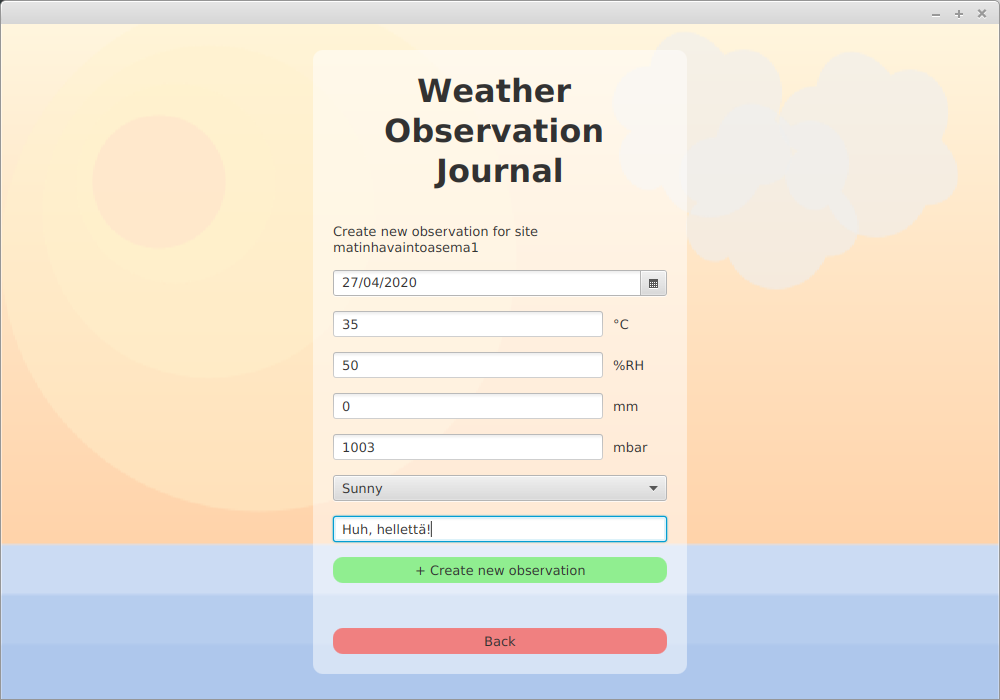 Weather
Observation
Journal
Create new observation for site
matinhavaintoasema1
27/04/2020
35 °C
50 %RH
0 mm
1003 mbar
Sunny
Huh, hellettä!
+ Create new observation
Back